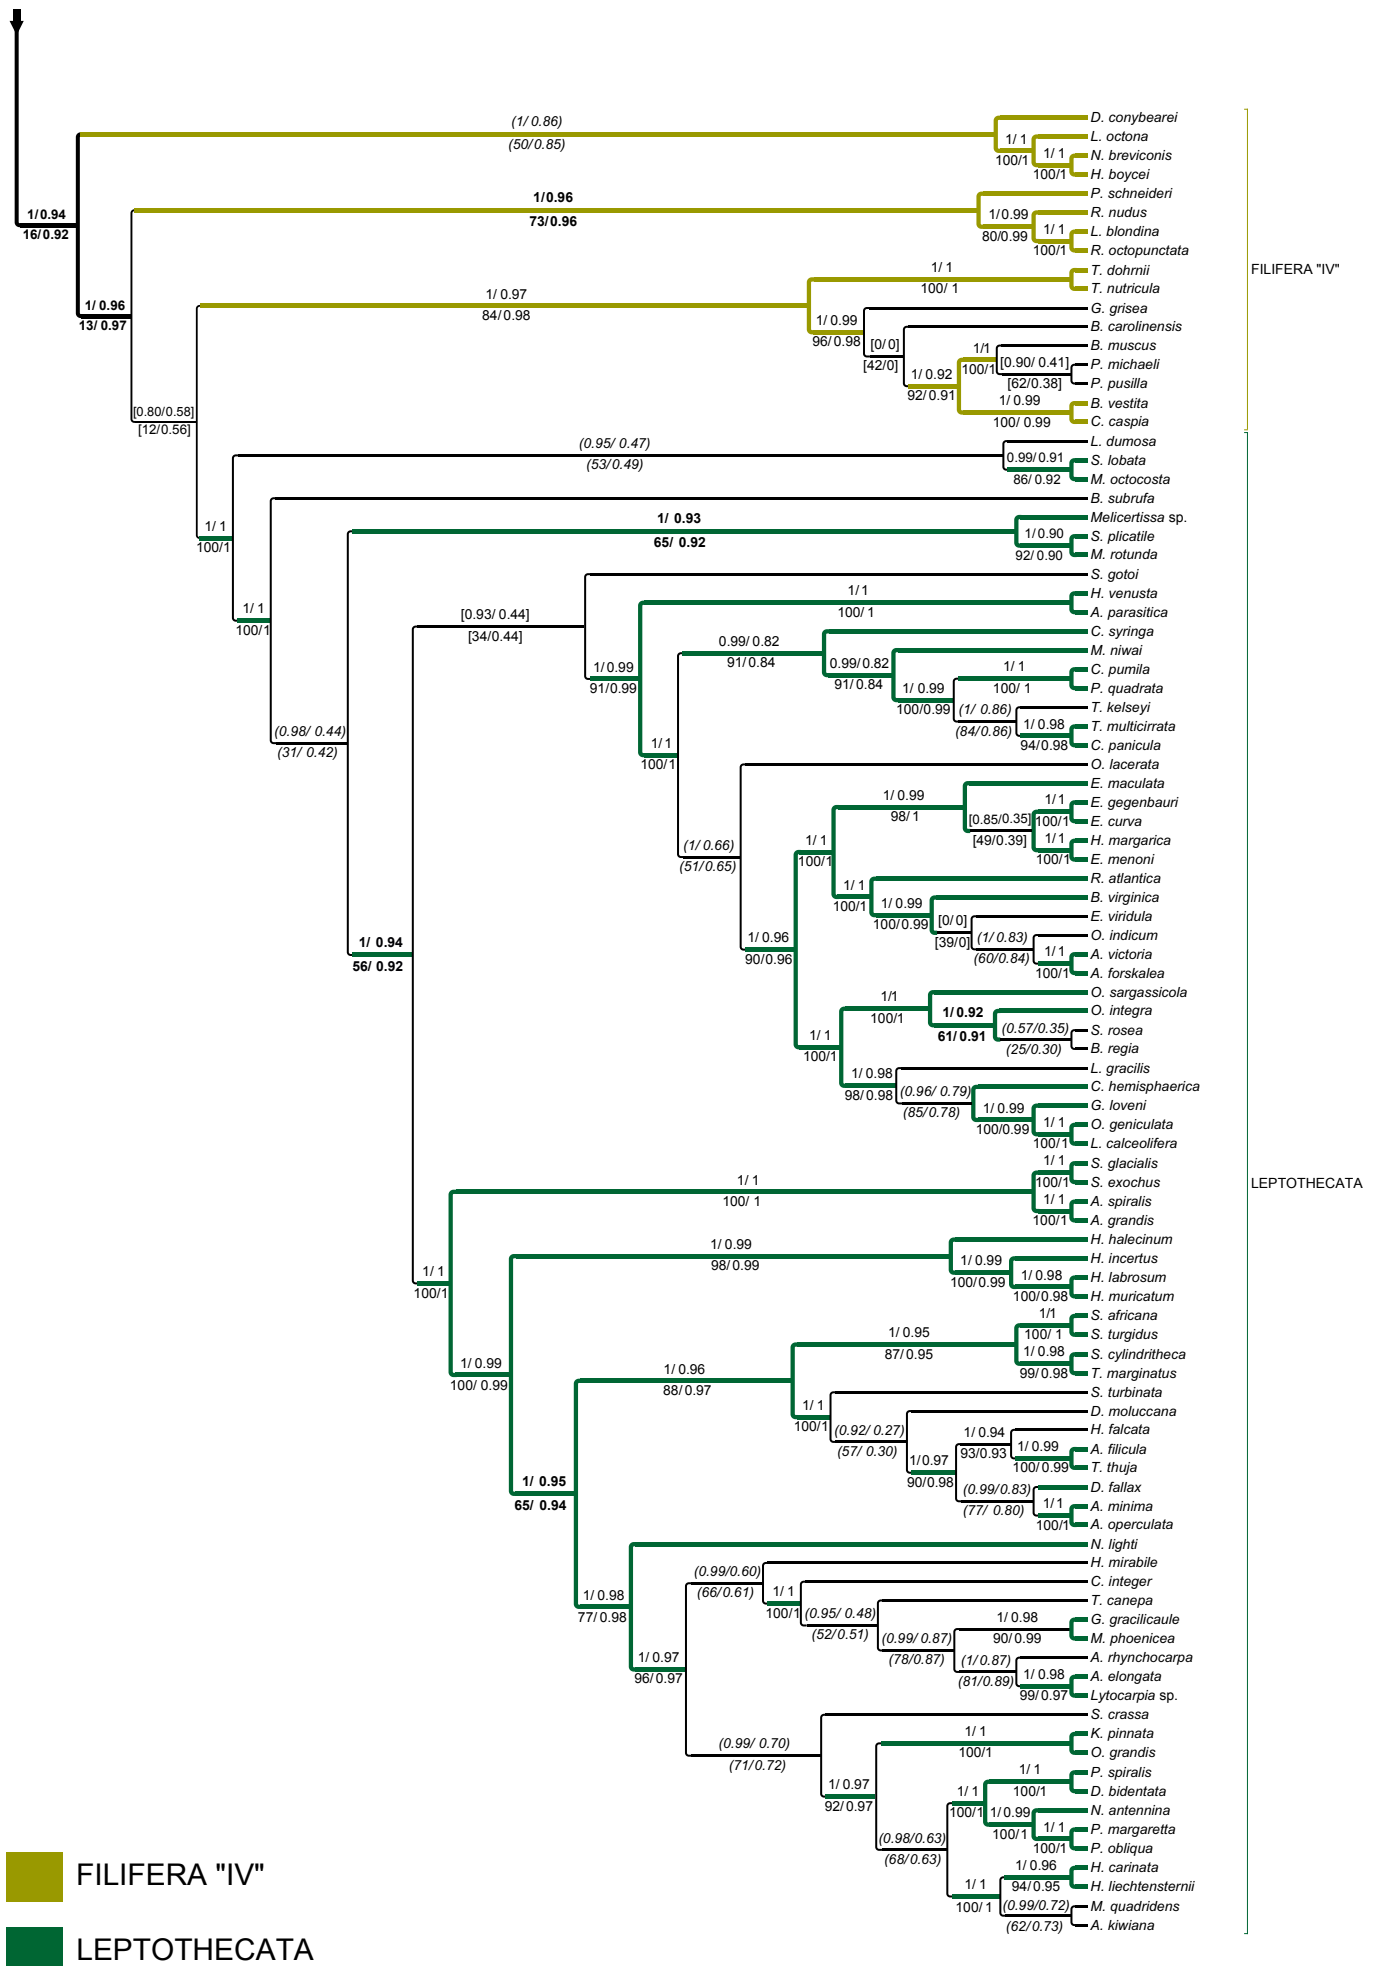 (1/ 0.86)
(50/ 0.85)
D. conybearei
1/ 1
100/1
L. octona
1/ 1
100/1
N. breviconis
H. boycei
1/ 0.94
16/ 0.92
1/ 0.96
73/ 0.96
P. schneideri
1/ 0.99
80/0.99
R. nudus
1/ 1
100/1
L. blondina
R. octopunctata
FILIFERA "IV"
1/ 0.96
13/ 0.97
1/ 1
100/ 1
T. dohrnii
T. nutricula
1/ 0.97
84/ 0.98
1/ 0.99
96/ 0.98
G. grisea
[0/ 0]
[42/0]
B. carolinensis
1/1
100/1
B. muscus
[0.90/ 0.41]
[62/0.38]
P. michaeli
P. pusilla
1/ 0.92
92/ 0.91
1/ 0.99
100/ 0.99
B. vestita
C. caspia
[0.80/0.58]
[12/0.56]
(0.95/ 0.47)
(53/ 0.49)
L. dumosa
0.99/ 0.91
86/ 0.92
S. lobata
M. octocosta
1/ 1
100/1
B. subrufa
1/ 0.93
65/ 0.92
Melicertissa sp.
1/ 0.90
92/ 0.90
S. plicatile
M. rotunda
1/ 1
100/1
S. gotoi
[0.93/ 0.44]
[34/0.44]
1/ 1
100/ 1
H. venusta
A. parasitica
1/ 0.99
91/0.99
0.99/ 0.82
91/ 0.84
C. syringa
0.99/ 0.82
91/ 0.84
M. niwai
1/ 0.99
100/0.99
1/ 1
100/ 1
C. pumila
P. quadrata
(1/ 0.86)
(84/0.86)
T. kelseyi
1/ 0.98
94/0.98
T. multicirrata
C. panicula
(0.98/ 0.44)
(31/ 0.42)
1/ 1
100/1
O. lacerata
1/ 0.99
98/ 1
E. maculata
[0.85/0.35]
[49/0.39]
1/ 1
100/1
E. gegenbauri
E. curva
1/ 1
100/1
H. margarica
E. menoni
(1/ 0.66)
(51/ 0.65)
1/ 1
100/1
1/ 1
100/1
R. atlantica
1/ 0.99
100/0.99
B. virginica
[0/ 0]
[39/0]
E. viridula
(1/ 0.83)
(60/ 0.84)
O. indicum
1/ 1
100/1
A. victoria
A. forskalea
1/ 0.96
90/0.96
1/ 0.94
56/ 0.92
1/1
100/1
O. sargassicola
1/ 0.92
61/ 0.91
O. integra
(0.57/ 0.35)
(25/ 0.30)
S. rosea
B. regia
1/ 1
100/1
1/ 0.98
98/ 0.98
L. gracilis
(0.96/ 0.79)
(85/ 0.78)
C. hemisphaerica
1/ 0.99
100/0.99
G. loveni
1/ 1
100/1
O. geniculata
L. calceolifera
1/ 1
100/ 1
1/ 1
100/1
S. glacialis
S. exochus
LEPTOTHECATA
1/ 1
100/1
A. spiralis
A. grandis
1/ 0.99
98/0.99
H. halecinum
1/ 0.99
100/0.99
H. incertus
1/ 0.98
100/ 0.98
H. labrosum
H. muricatum
1/ 1
100/1
1/ 0.95
87/ 0.95
1/1
100/ 1
S. africana
S. turgidus
1/ 0.98
99/ 0.98
S. cylindritheca
T. marginatus
1/ 0.99
100/ 0.99
1/ 0.96
88/ 0.97
1/ 1
100/1
S. turbinata
(0.92/ 0.27)
(57/ 0.30)
D. moluccana
1/ 0.94
93/0.93
H. falcata
1/ 0.99
100/ 0.99
A. filicula
T. thuja
1/ 0.97
90/ 0.98
(0.99/ 0.83)
(77/ 0.80)
D. fallax
1/ 1
100/1
A. minima
A. operculata
1/ 0.95
65/ 0.94
N. lighti
1/ 0.98
77/ 0.98
(0.99/0.60)
(66/ 0.61)
H. mirabile
1/ 1
100/1
C. integer
(0.95/ 0.48)
(52/ 0.51)
T. canepa
(0.99/ 0.87)
(78/ 0.87)
1/ 0.98
90/ 0.99
G. gracilicaule
M. phoenicea
(1/ 0.87)
(81/ 0.89)
A. rhynchocarpa
1/ 0.98
99/ 0.97
A. elongata
Lytocarpia sp.
1/ 0.97
96/ 0.97
S. crassa
(0.99/ 0.70)
(71/ 0.72)
1/ 1
100/1
K. pinnata
O. grandis
1/ 0.97
92/ 0.97
1/ 1
100/1
1/ 1
100/1
P. spiralis
D. bidentata
1/ 0.99
100/1
N. antennina
1/ 1
100/1
P. margaretta
P. obliqua
(0.98/0.63)
(68/ 0.63)
1/ 1
100/ 1
1/ 0.96
94/ 0.95
H. carinata
H. liechtensternii
(0.99/0.72)
(62/ 0.73)
M. quadridens
A. kiwiana
FILIFERA "IV"
LEPTOTHECATA